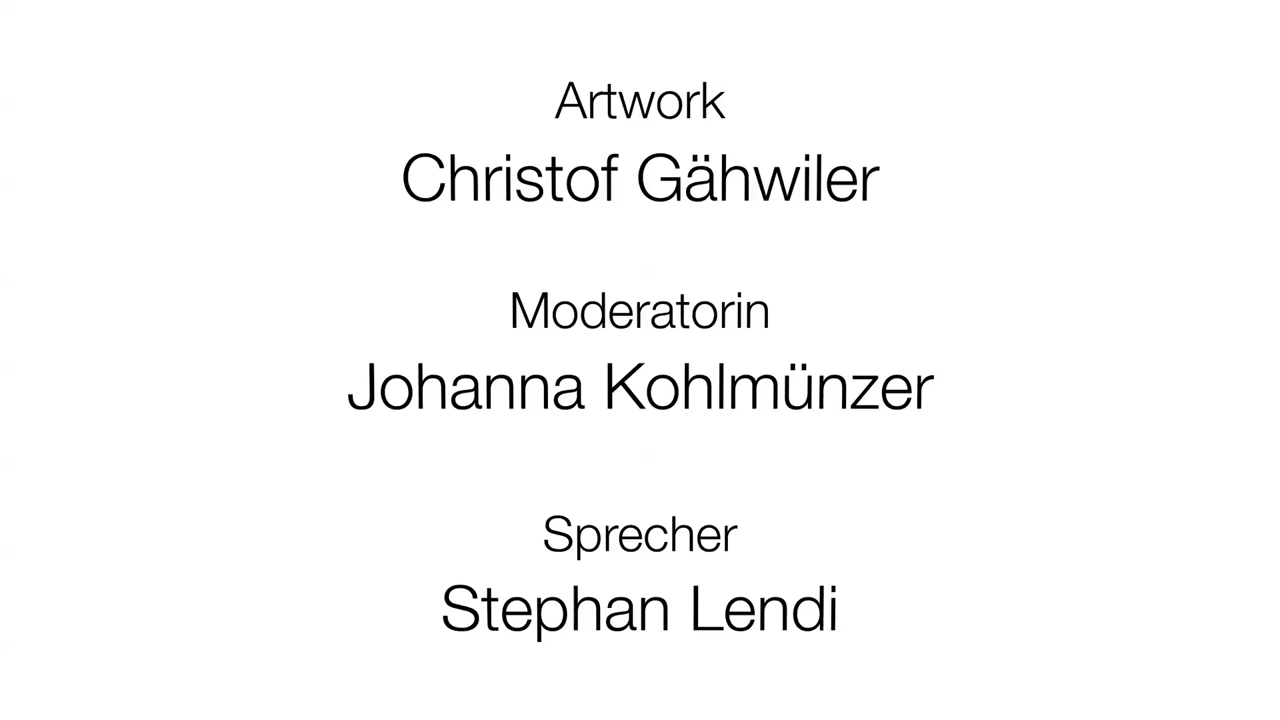 Artwork
Christof Gähwiler
Moderatorin
Johanna Kohlmünzer
Sprecher
Stephan Lendi